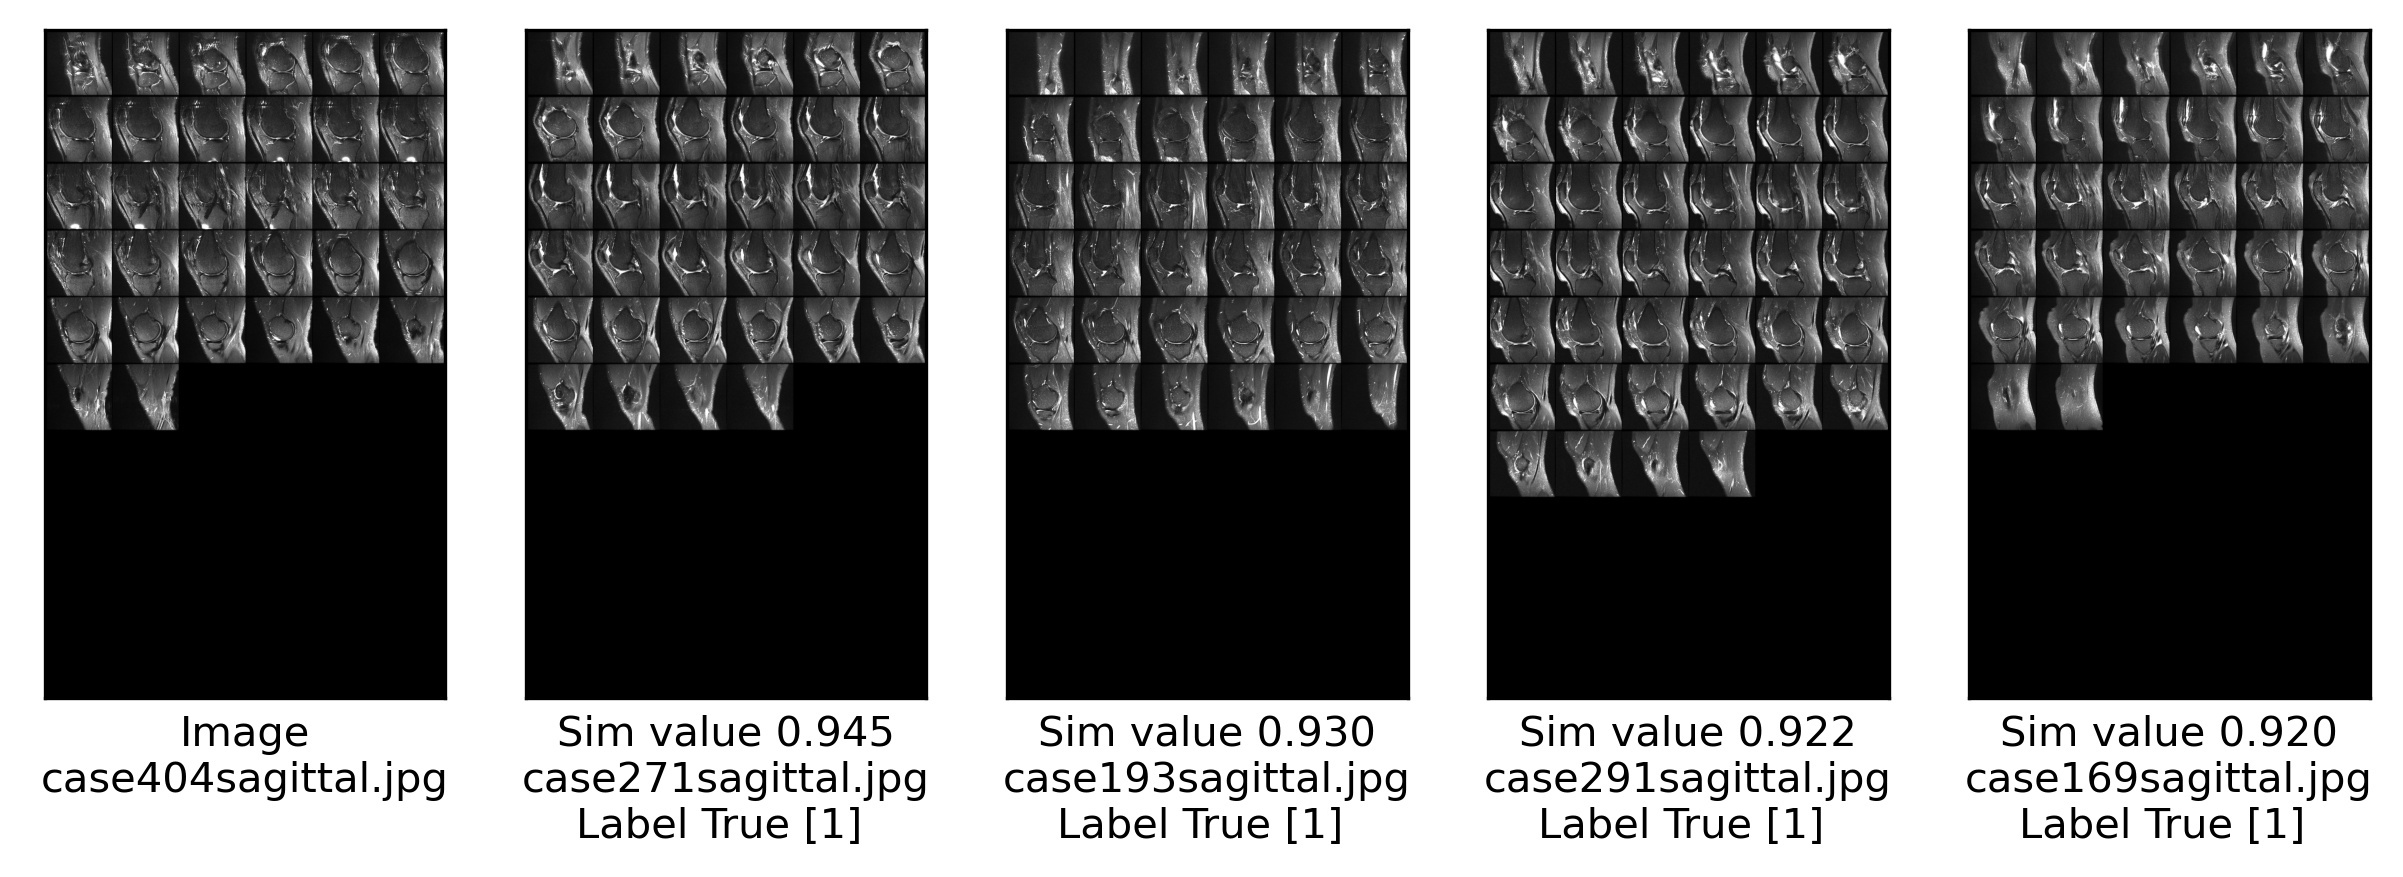 Image
case404sagittal.jpg
Sim value 0.945
case271sagittal.jpg
Label True [1]
Sim value 0.930
case193sagittal.jpg
Label True [1]
Sim value 0.922
case291sagittal.jpg
Label True [1]
Sim value 0.920
case169sagittal.jpg
Label True [1]